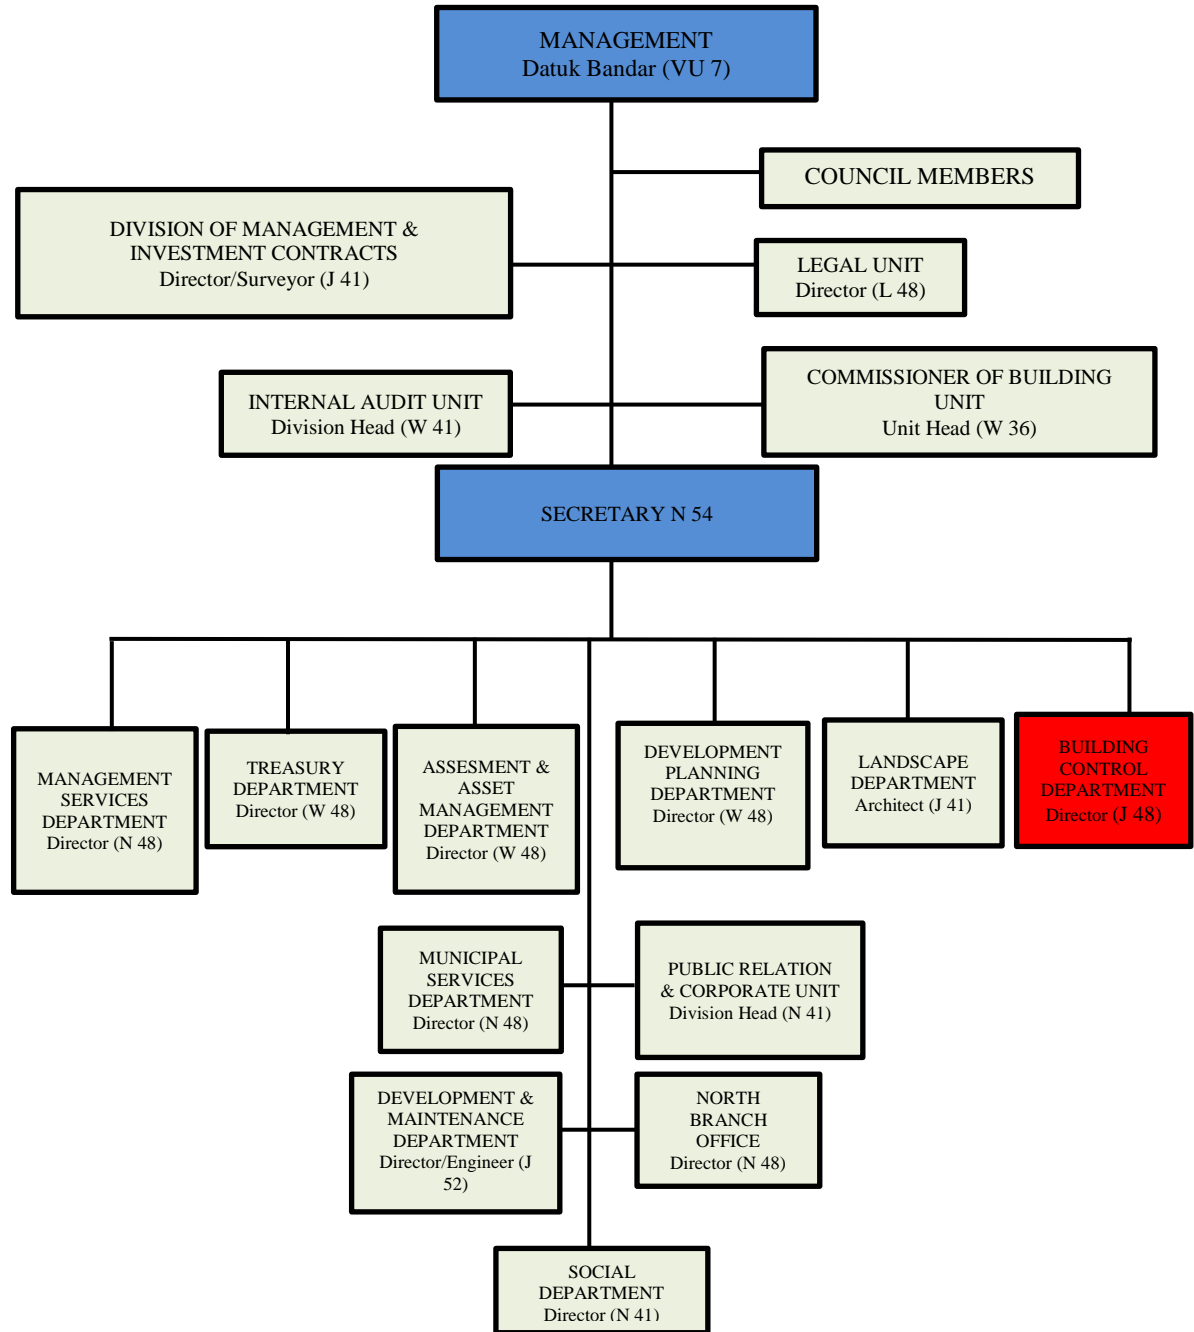 MANAGEMENT
Datuk Bandar (VU 7)
COUNCIL MEMBERS
DIVISION OF MANAGEMENT &
INVESTMENT CONTRACTS
Director/Surveyor (J 41)
LEGAL UNIT
Director (L 48)
INTERNAL AUDIT UNIT
Division Head (W 41)
COMMISSIONER OF BUILDING
UNIT
Unit Head (W 36)
SECRETARY N 54
MANAGEMENT
SERVICES
DEPARTMENT
Director (N 48)
TREASURY
DEPARTMENT
Director (W 48)
ASSESMENT &
ASSET
MANAGEMENT
DEPARTMENT
Director (W 48)
DEVELOPMENT
PLANNING
DEPARTMENT
Director (W 48)
LANDSCAPE
DEPARTMENT
Architect (J 41)
BUILDING
CONTROL
DEPARTMENT
Director (J 48)
MUNICIPAL
SERVICES
DEPARTMENT
Director (N 48)
PUBLIC RELATION
& CORPORATE UNIT
Division Head (N 41)
DEVELOPMENT &
MAINTENANCE
DEPARTMENT
Director/Engineer (J
52)
NORTH
BRANCH
OFFICE
Director (N 48)
SOCIAL
DEPARTMENT
Director (N 41)